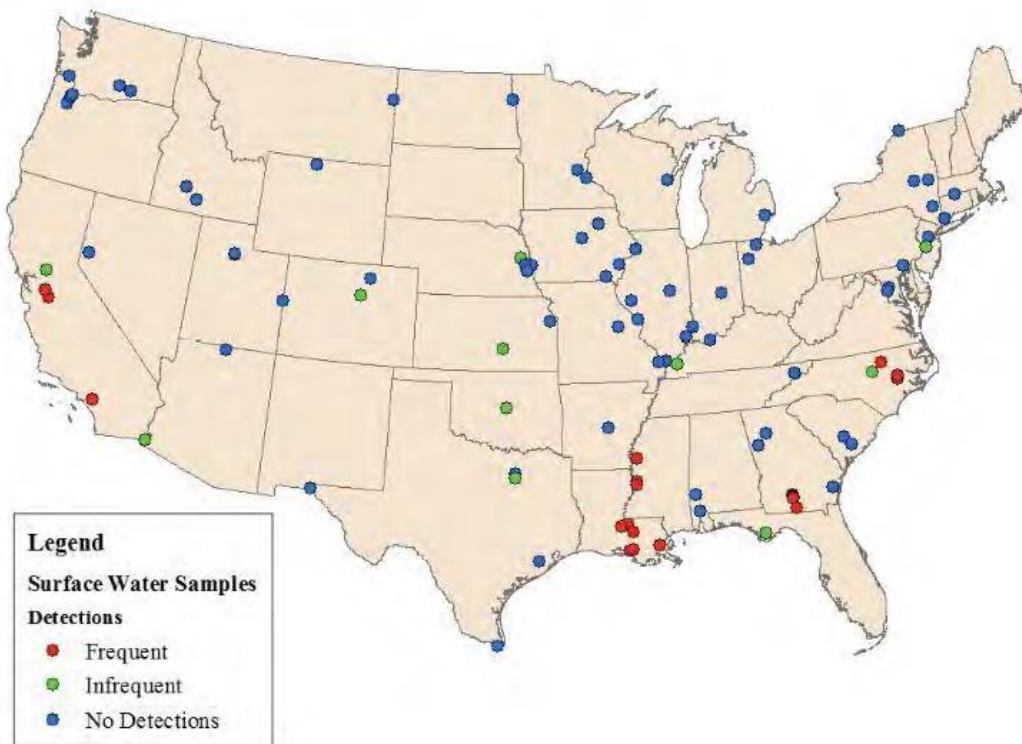 Legend
Surface Water Samples
Detections
Frequent
Infrequent
No Detections